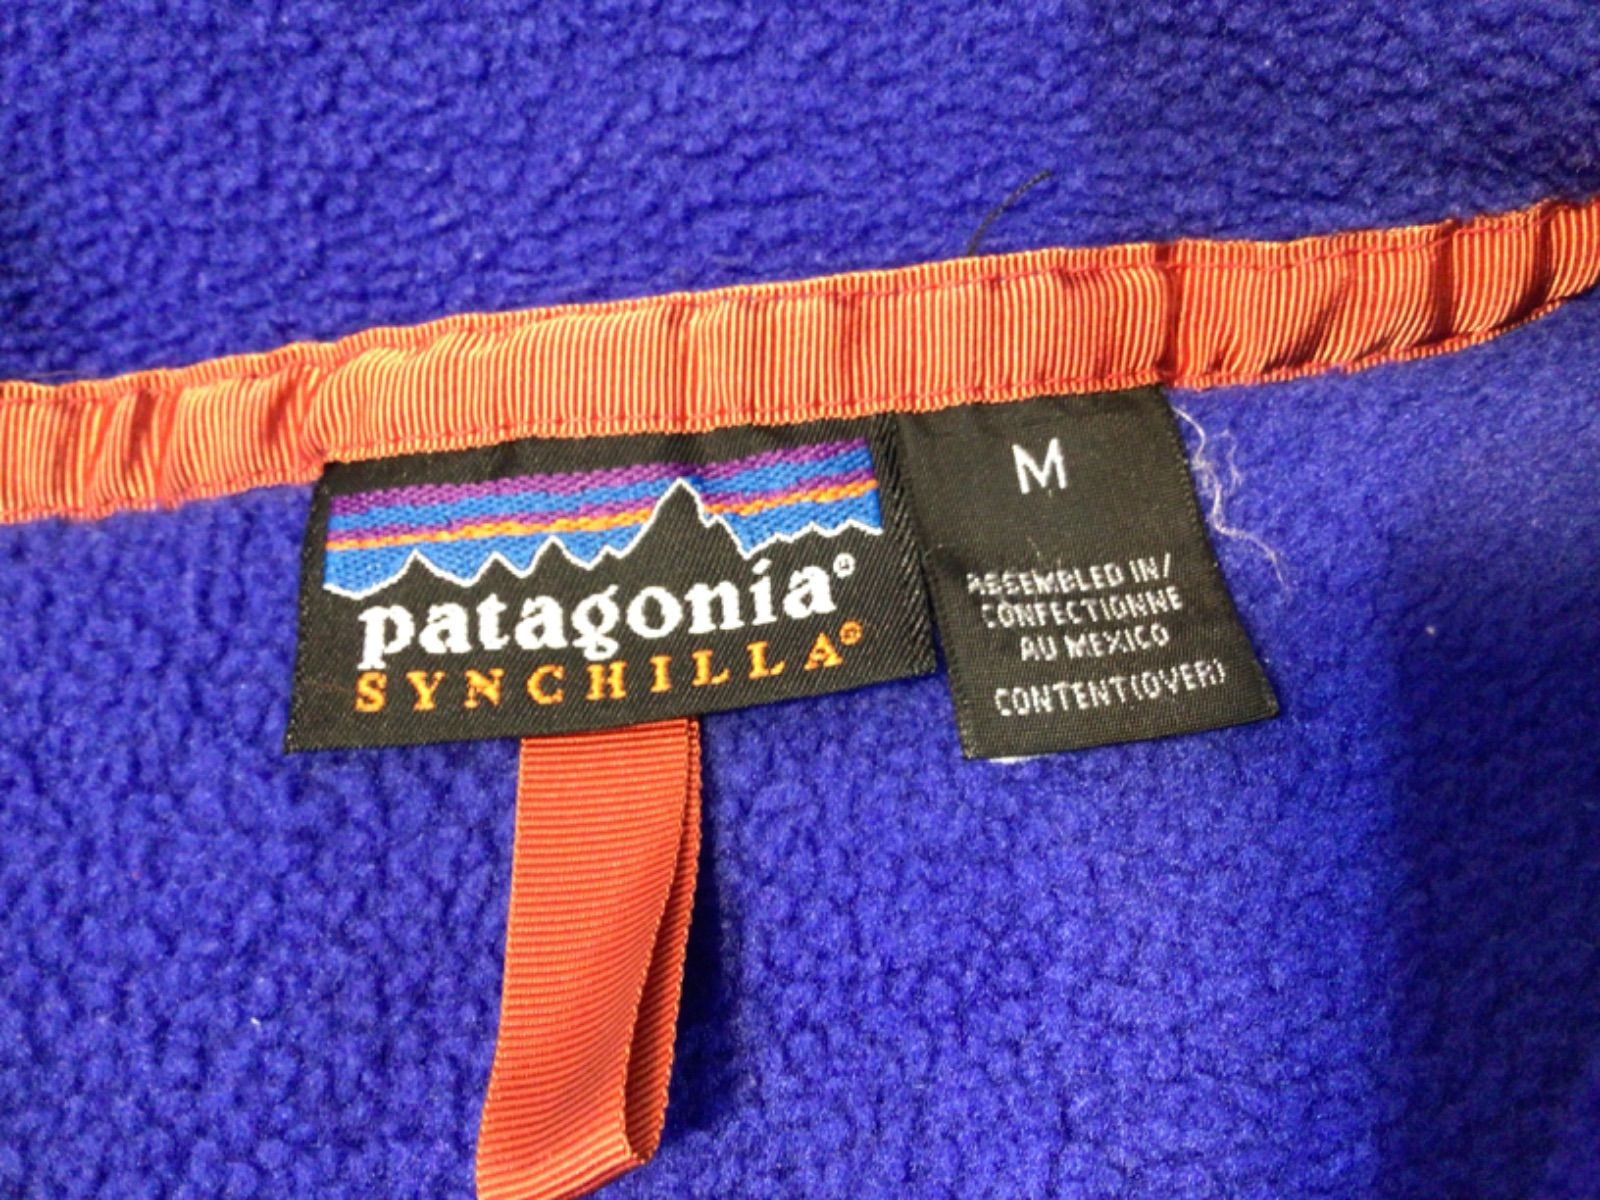 patagonia®
SYNCHILLA®
M
ASSEMBLED IN/
CONFECTIONNE
AU MEXICO
CONTENT(OVER)